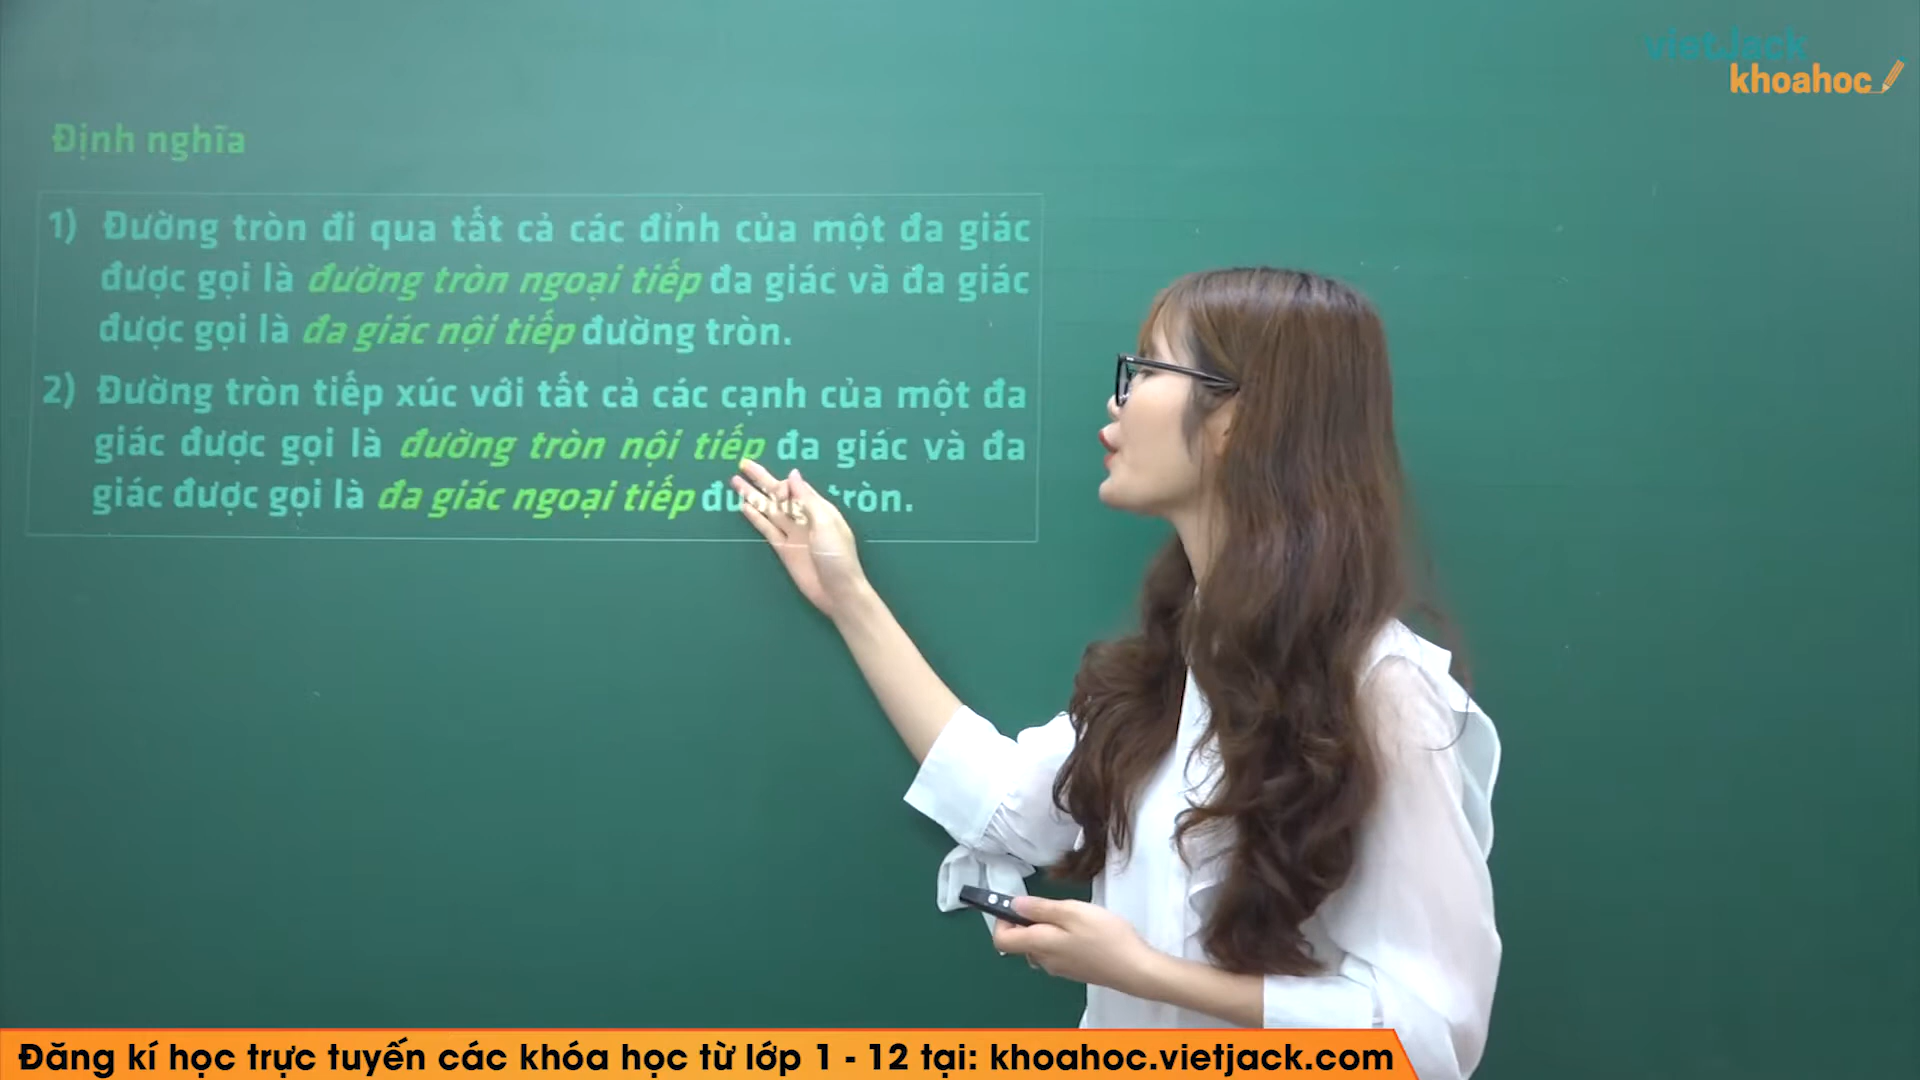 vietJack
khoahoc
Định nghĩa
1) Đường tròn đi qua tất cả các đỉnh của một đa giác
được gọi là đường tròn ngoại tiếp đa giác và đa giác
được gọi là đa giác nội tiếp đường tròn.
2) Đường tròn tiếp xúc với tất cả các cạnh của một đa
giác được gọi là đường tròn nội tiếp đa giác và đa
giác được gọi là đa giác ngoại tiếp đường tròn.
Đăng kí học trực tuyến các khóa học từ lớp 1 - 12 tại: khoahoc.vietjack.com